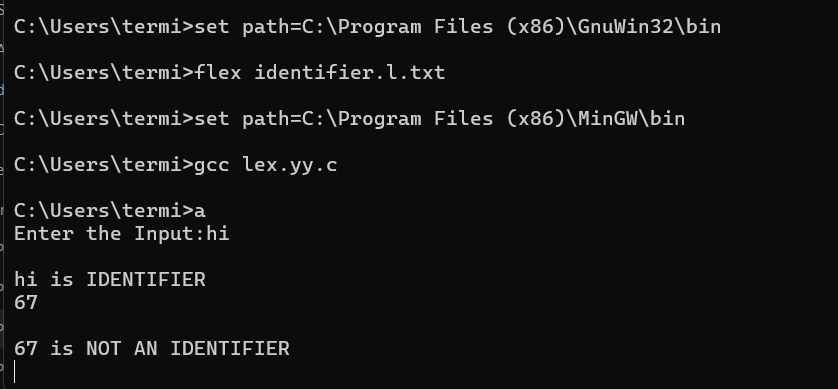 C:\Users\termi>set path=C:\Program Files (x86)\GnuWin32\bin
C:\Users\termi>flex identifier.l.txt
C:\Users\termi>set path=C:\Program Files (x86)\MinGW\bin
C:\Users\termi>gcc lex.yy.c
C:\Users\termi>a
Enter the Input:hi
hi is IDENTIFIER
67
67 is NOT AN IDENTIFIER